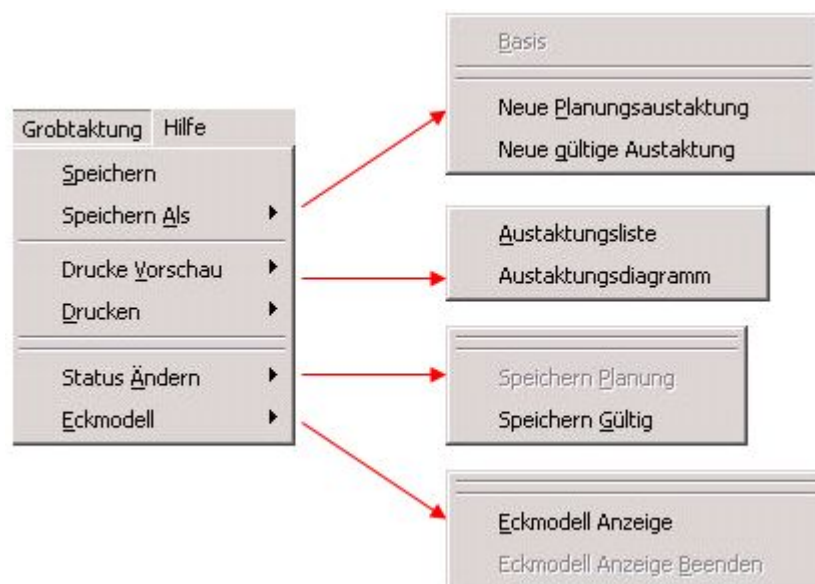 Grobtaktung Hilfe
Speichern
Speichern Als
Drucke Vorschau
Drucken
Status Ändern
Eckmodell
Basis
Neue Planungsaustaktung
Neue gültige Austaktung
Austaktungsliste
Austaktungsdiagramm
Speichern Planung
Speichern Gültig
Eckmodell Anzeige
Eckmodell Anzeige Beenden